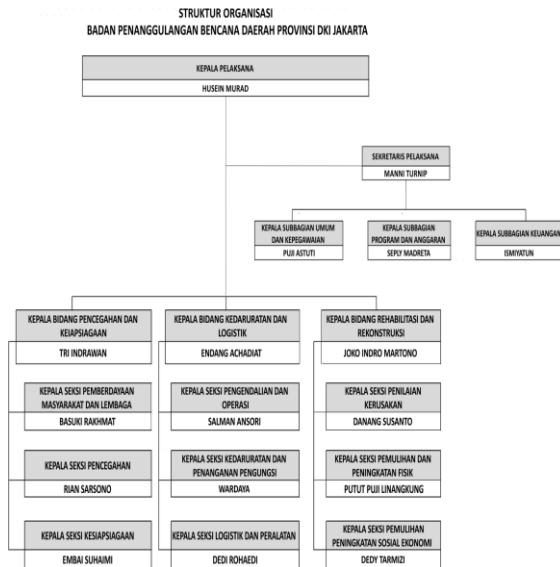 STRUKTUR ORGANISASI
BADAN PENANGGULANGAN BENCANA DAERAH PROVINSI DKI JAKARTA
KEPALA PELAKSANA
HUSEIN MURAD
SEKRETARIS PELAKSANA
MANNI TURNIP
KEPALA SUBBAGIAN UMUM
DAN KEPEGAWAIAN
PUJI ASTUTI
KEPALA SUBBAGIAN
PROGRAM DAN ANGGARAN
SEPLY MADRETA
KEPALA SUBBAGIAN KEUANGAN
ISMIYATUN
KEPALA BIDANG PENCEGAHAN DAN
KEIAPSIAGAAN
TRI INDRAWAN
KEPALA SEKSI PEMBERDAYAAN
MASYARAKAT DAN LEMBAGA
BASUKI RAKHMAT
KEPALA SEKSI PENCEGAHAN
RIAN SARSONO
KEPALA SEKSI KESIAPSIAGAAN
EMBAI SUHAIMI
KEPALA BIDANG KEDARURATAN DAN
LOGISTIK
ENDANG ACHADIAT
KEPALA SEKSI PENGENDALIAN DAN
OPERASI
SALMAN ANSORI
KEPALA SEKSI KEDARURATAN DAN
PENANGANAN PENGUNGSI
WARDAYA
KEPALA SEKSI LOGISTIK DAN PERALATAN
DEDI ROHAEDI
KEPALA BIDANG REHABILITASI DAN
REKONSTRUKSI
JOKO INDRO MARTONO
KEPALA SEKSI PENILAIAN
KERUSAKAN
DANANG SUSANTO
KEPALA SEKSI PEMULIHAN DAN
PENINGKATAN FISIK
PUTUT PUJI LINANGKUNG
KEPALA SEKSI PEMULIHAN
PENINGKATAN SOSIAL EKONOMI
DEDY TARMIZI